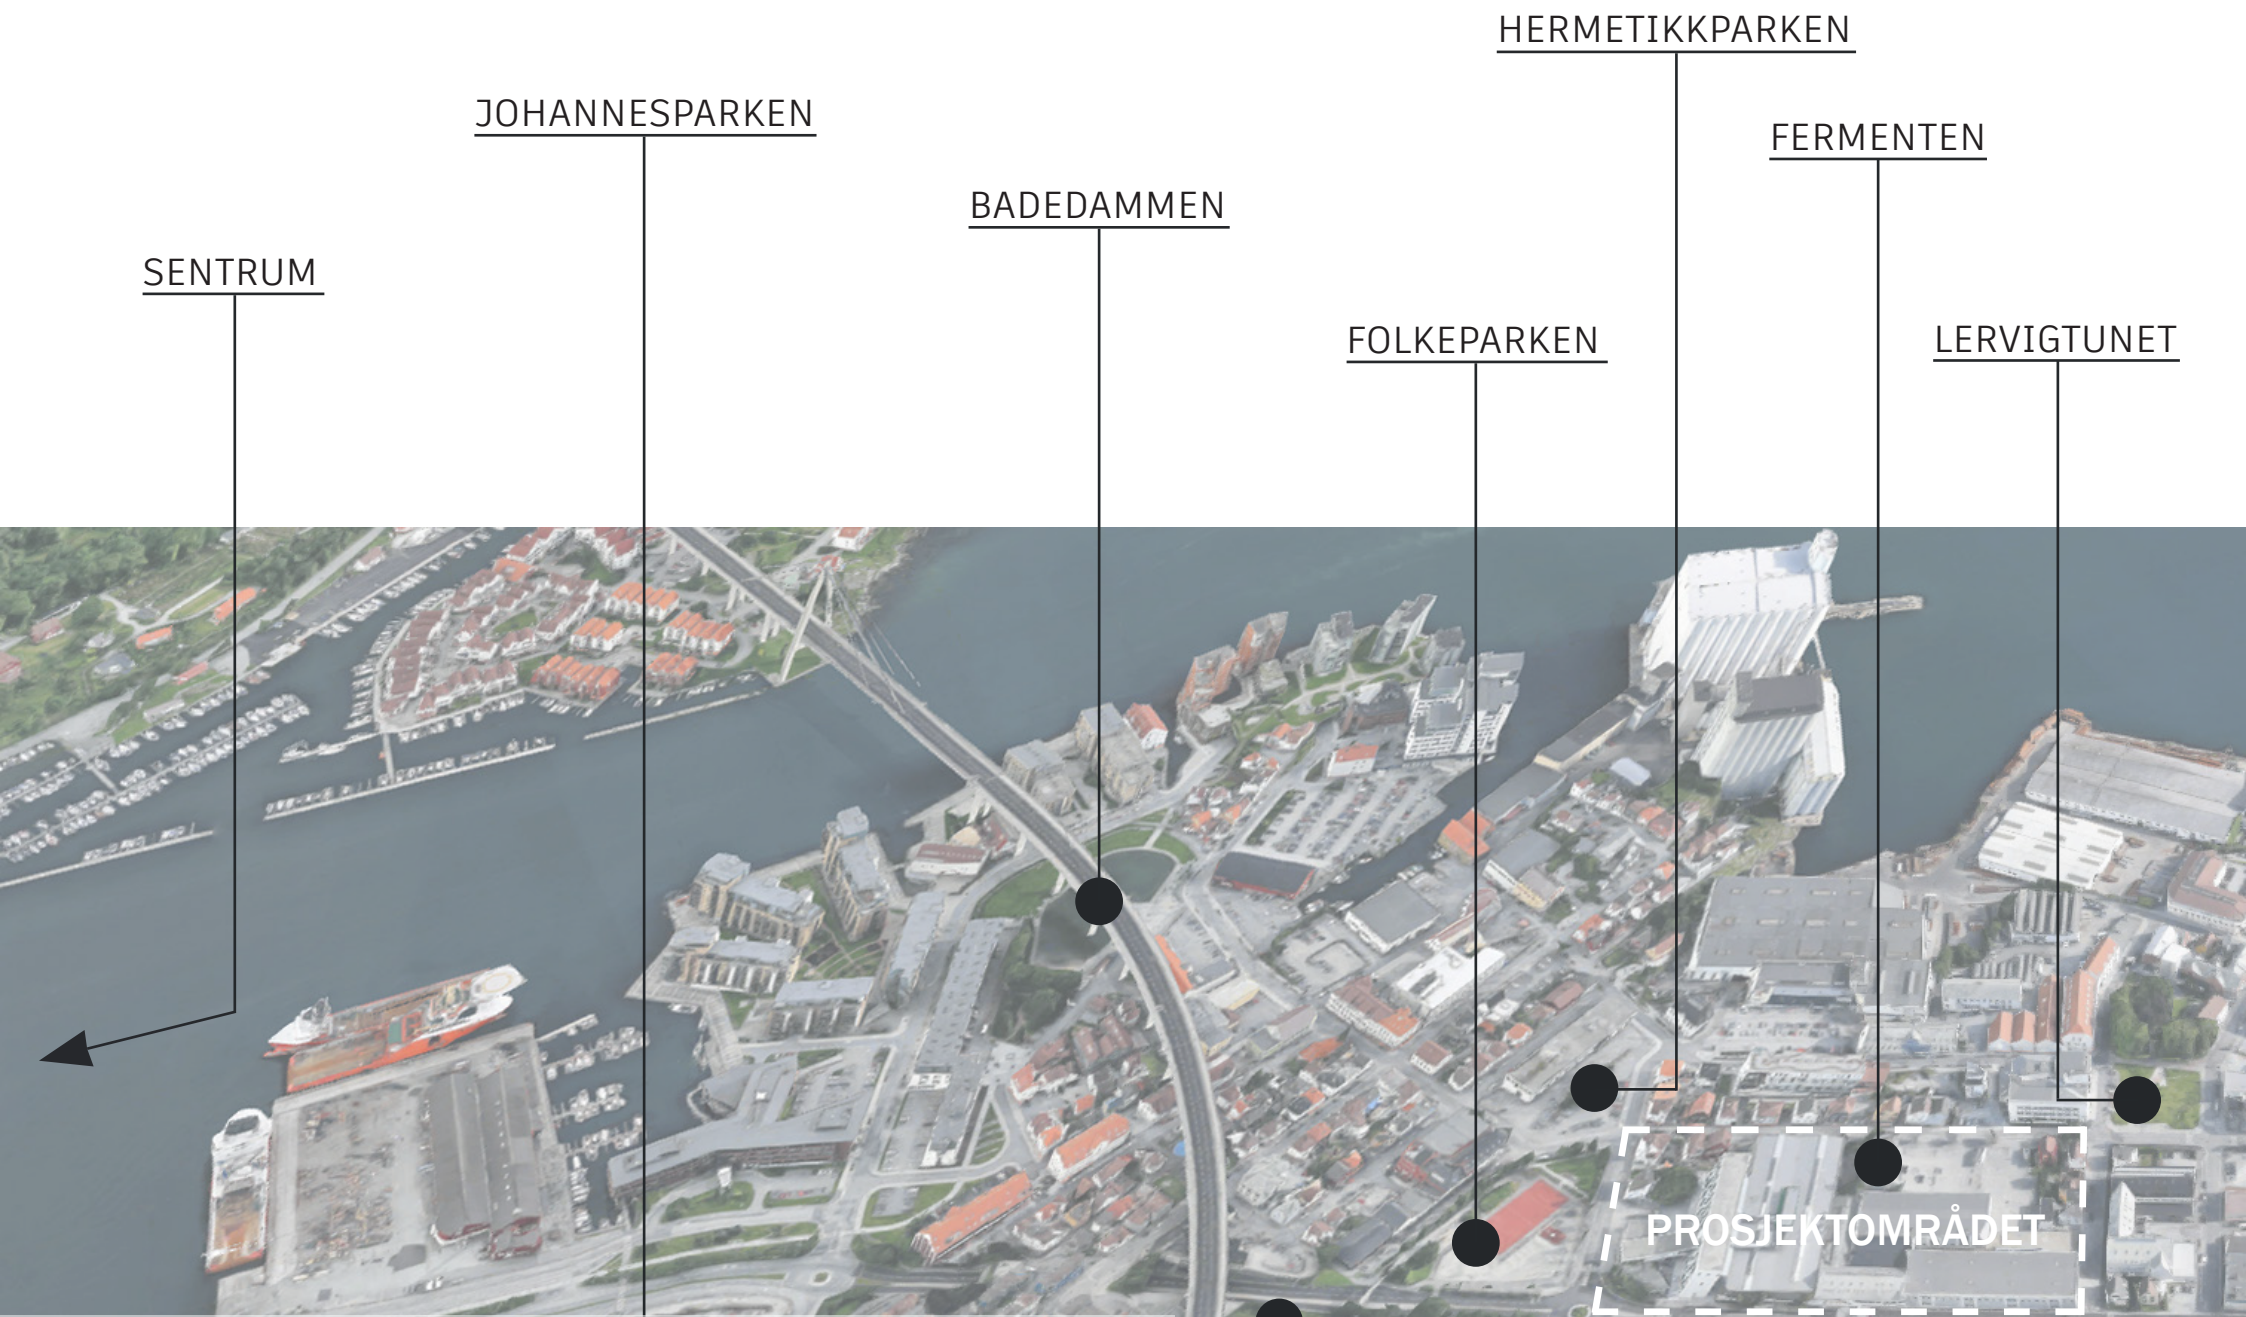 HERMETIKKPARKEN
JOHANNESPARKEN
FERMENTEN
BADEDAMMEN
SENTRUM
FOLKEPARKEN
LERVIGTUNET
PROSJEKTOMRÅDET